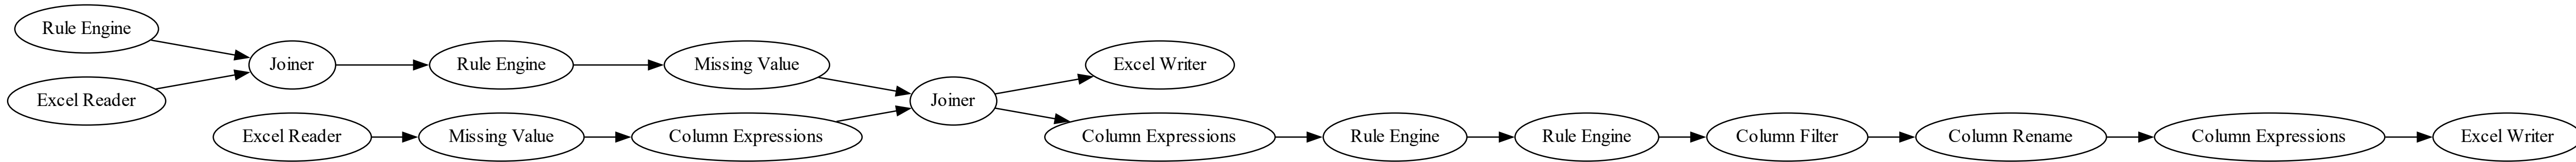 Rule Engine
Excel Reader
Joiner
Excel Reader
Rule Engine
Missing Value
Missing Value
Column Expressions
Joiner
Excel Writer
Column Expressions
Rule Engine
Rule Engine
Column Filter
Column Rename
Column Expressions
Excel Writer